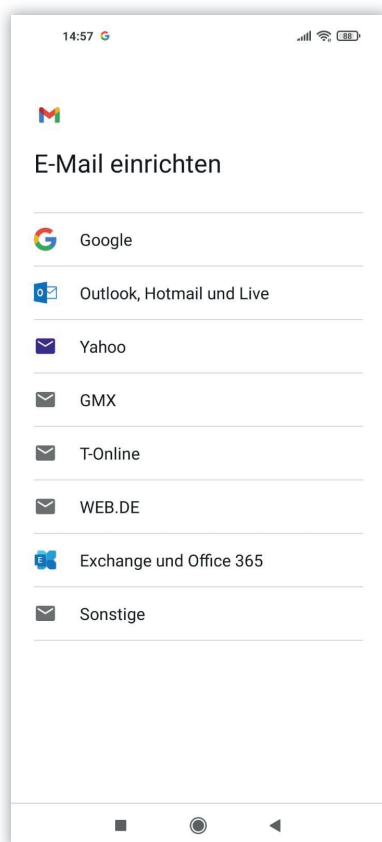 14:57
88
E-Mail einrichten
Google
Outlook, Hotmail und Live
Yahoo
GMX
T-Online
WEB.DE
Exchange und Office 365
Sonstige